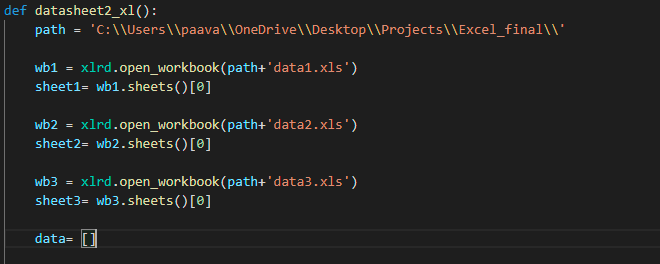 def datasheet2_xl():
    path = 'C:\\Users\\paava\\OneDrive\\Desktop\\Projects\\Excel_final\\'
    wb1 = xlrd.open_workbook(path+'data1.xls')
    sheet1= wb1.sheets()[0]
    wb2 = xlrd.open_workbook(path+'data2.xls')
    sheet2= wb2.sheets()[0]
    wb3 = xlrd.open_workbook(path+'data3.xls')
    sheet3= wb3.sheets()[0]
    data= []